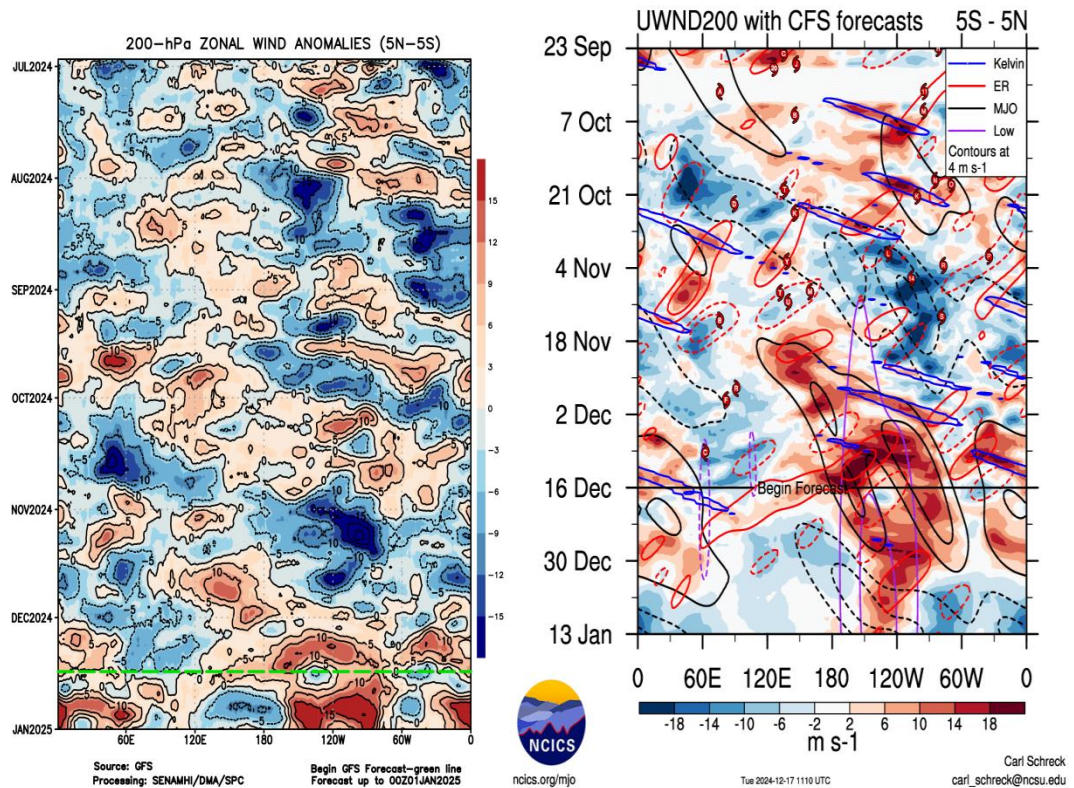 200-hPa ZONAL WIND ANOMALIES (5N-5S)
JUL2024
AUG2024
SEP2024
OCT2024
NOV2024
DEC2024
JAN2025
60E 120E 180 120W 60W 0
15
12
9
6
3
0
-3
-6
-9
-12
-15
Source: GFS
Processing: SENAMHI/DMA/SPC
Begin GFS Forecast-green line
Forecast up to 00Z01JAN2025
NCICS
ncics.org/mjo
UWND200 with CFS forecasts 5S - 5N
23 Sep
7 Oct
21 Oct
4 Nov
18 Nov
2 Dec
16 Dec
30 Dec
13 Jan
Kelvin
ER
MJO
Low
Contours at
4 m s-1
Begin Forecast
0 60E 120E 180 120W 60W 0
-18 -14 -10 -6 -2 2 6 10 14 18
m s-1
Carl Schreck
Tue 2024-12-17 1110 UTC
carl_schreck@ncsu.edu